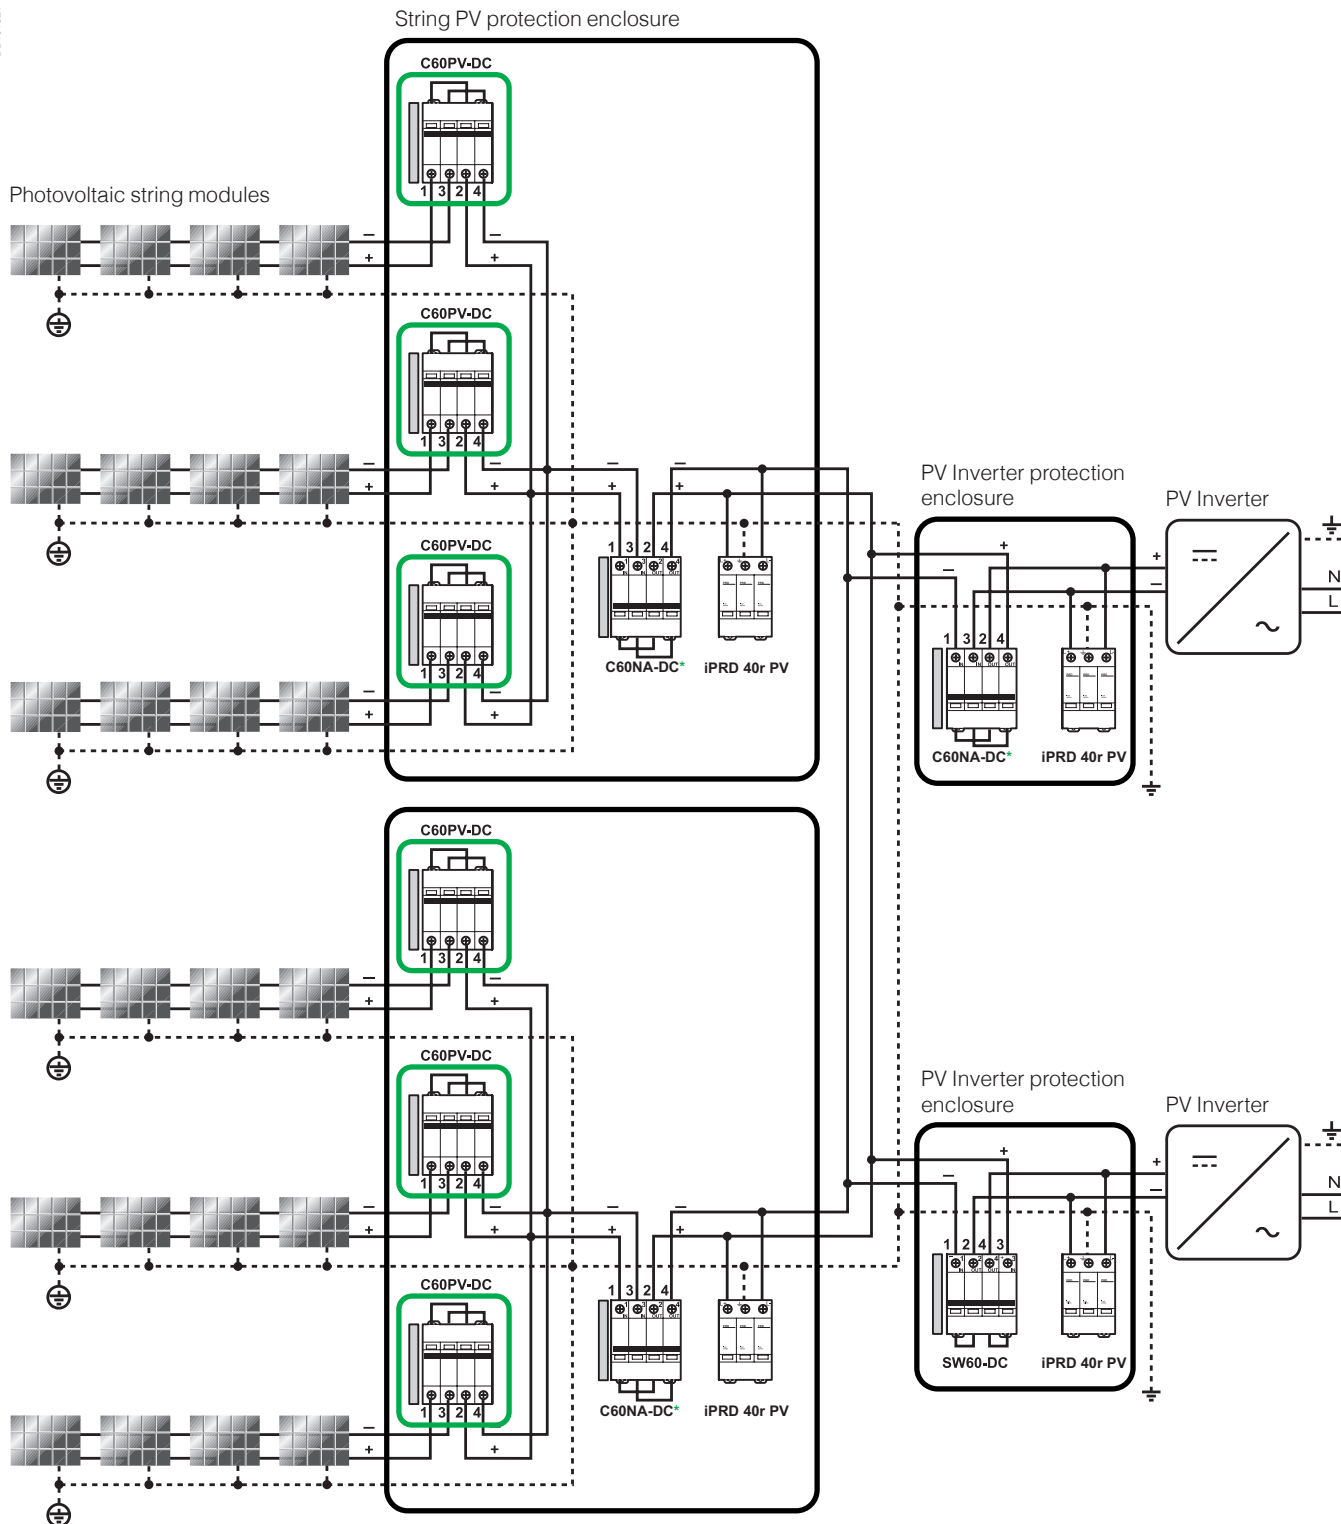 String PV protection enclosure
C60PV-DC
1 3 2 4
Photovoltaic string modules
− −
+ +
C60PV-DC
1 3 2 4
− − − −
+ + + +
PV Inverter protection
enclosure
PV Inverter
C60PV-DC
1 3 2 4
1 3 2 4
C60NA-DC*
iPRD 40r PV
− −
+ +
+
−
+
−
N
L
1 3 2 4
C60NA-DC*
iPRD 40r PV
C60PV-DC
1 3 2 4
− −
+ +
C60PV-DC
1 3 2 4
− − − −
+ + + +
PV Inverter protection
enclosure
PV Inverter
+
−
+
−
N
L
1 2 4 3
SW60-DC
iPRD 40r PV
C60PV-DC
1 3 2 4
1 3 2 4
C60NA-DC*
iPRD 40r PV
− −
+ +